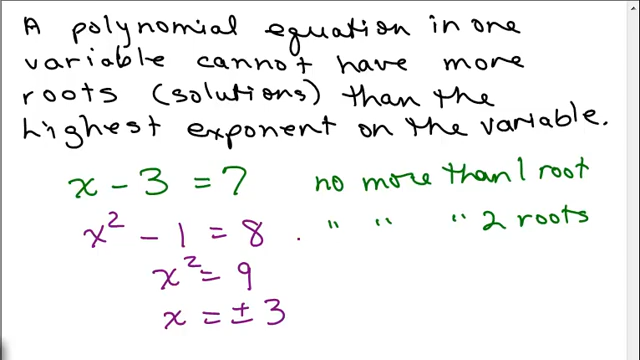 A polynomial equation in one
variable cannot have more
roots (solutions) than the
highest exponent on the variable.
x - 3 = 7 no more than 1 root
x² - 1 = 8 . " " " 2 roots
x² = 9
x = ± 3